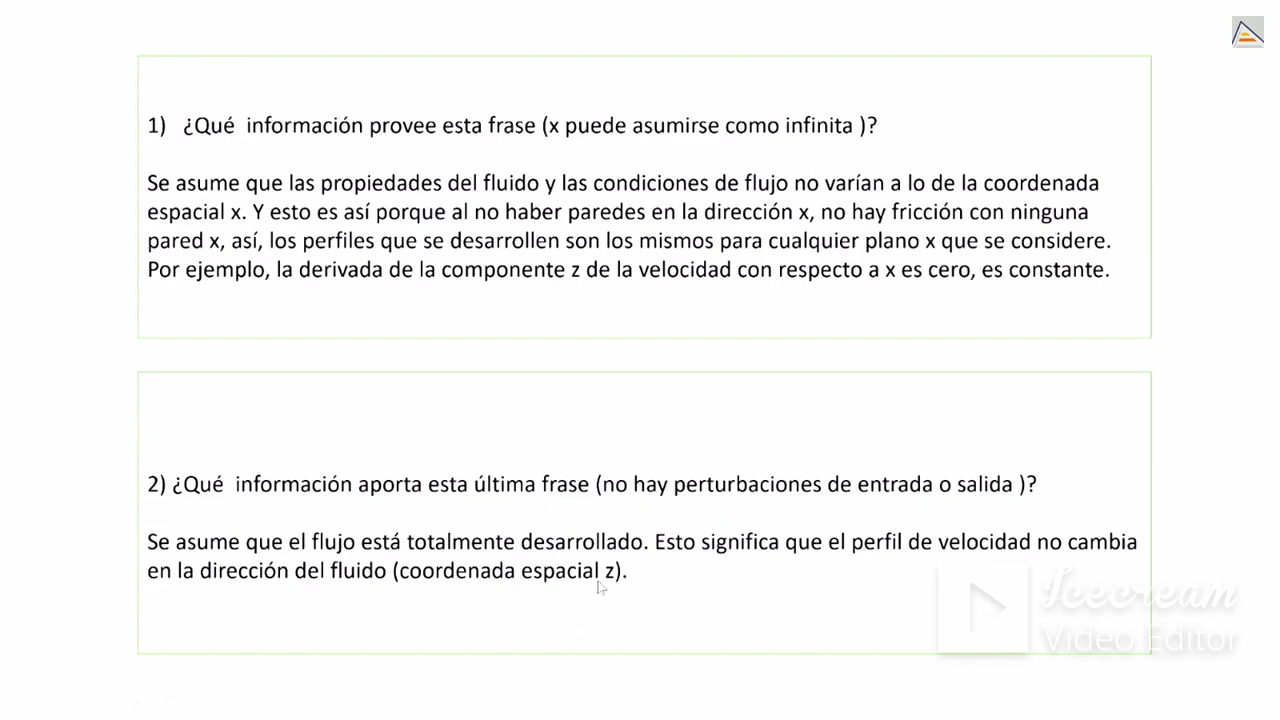 1) ¿Qué información provee esta frase (x puede asumirse como infinita )?
Se asume que las propiedades del fluido y las condiciones de flujo no varían a lo de la coordenada
espacial x. Y esto es así porque al no haber paredes en la dirección x, no hay fricción con ninguna
pared x, así, los perfiles que se desarrollen son los mismos para cualquier plano x que se considere.
Por ejemplo, la derivada de la componente z de la velocidad con respecto a x es cero, es constante.
2) ¿Qué información aporta esta última frase (no hay perturbaciones de entrada o salida )?
Se asume que el flujo está totalmente desarrollado. Esto significa que el perfil de velocidad no cambia
en la dirección del fluido (coordenada espacial z).
Icecream
Video Editor